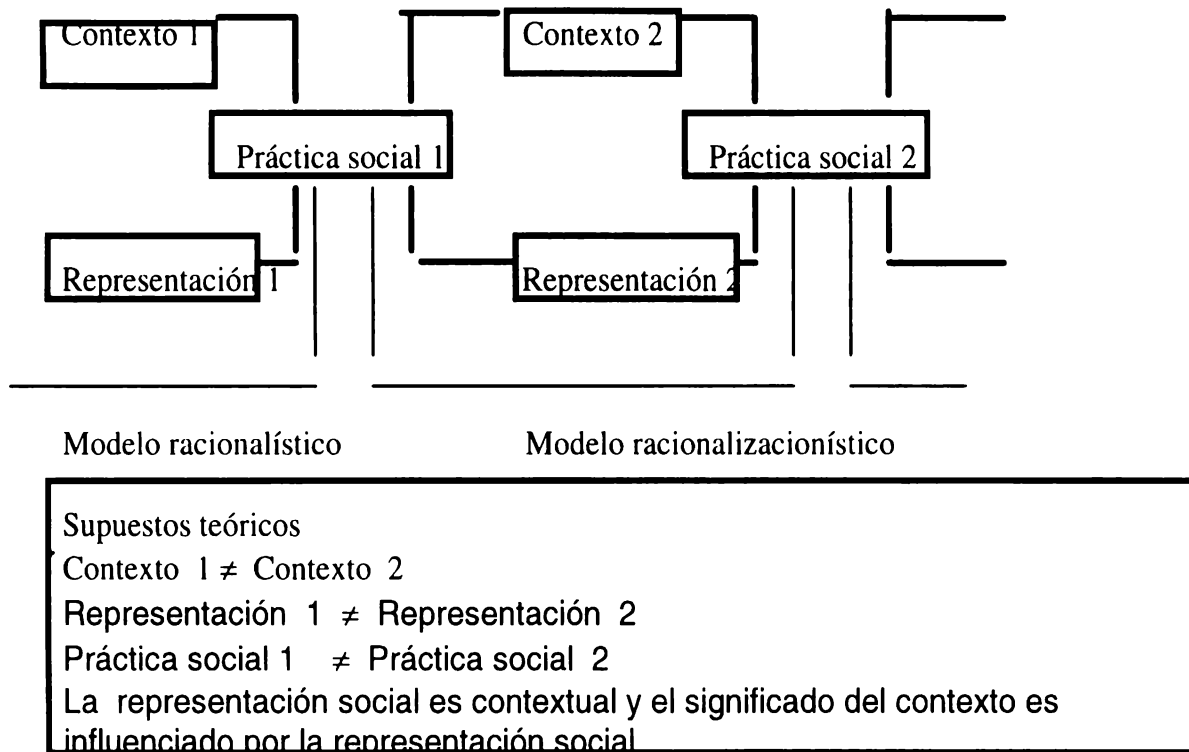 Contexto 1
Contexto 2
Práctica social 1
Práctica social 2
Representación 1
Representación 2
Modelo racionalístico
Modelo racionalizacionístico
Supuestos teóricos
Contexto 1 ≠ Contexto 2
Representación 1 ≠ Representación 2
Práctica social 1 ≠ Práctica social 2
La representación social es contextual y el significado del contexto es
influenciado por la representación social